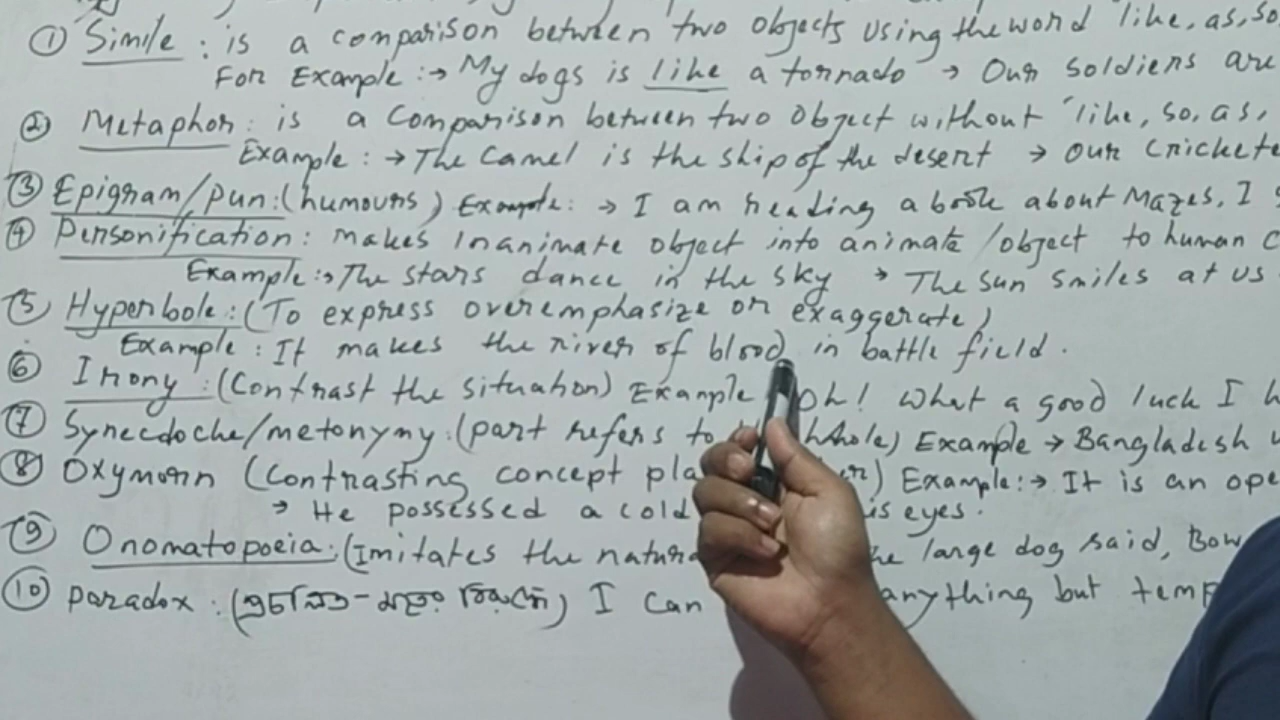 ① Simile : is a comparison between two objects using the word like, as, so
For Example :→ My dogs is like a tornado → Our soldiers are
② Metaphor : is a comparison between two object without like, so, as,
Example : → The camel is the ship of the desert → our crickete
③ Epigram/pun : (humours) Example : → I am reading a book about Mazes, I
④ Personification : makes inanimate object into animate/object to human c
Example :→ The stars dance in the sky → The sun smiles at us
⑤ Hyperbole : (To express overemphasize or exaggerate)
Example : It makes the river of blood in battle field.
⑥ Irony : (Contrast the situation) Example oh! what a good luck I h
⑦ Synecdoche/metonymy : (part refers to whole) Example → Bangladesh
⑧ Oxymorn (Contrasting concept pla Example :→ It is an ope
→ He possessed a cold is eyes.
⑨ Onomatopoeia : (Imitates the natura he large dog said, Bow
⑩ paradox : ( ) I can anything but temp